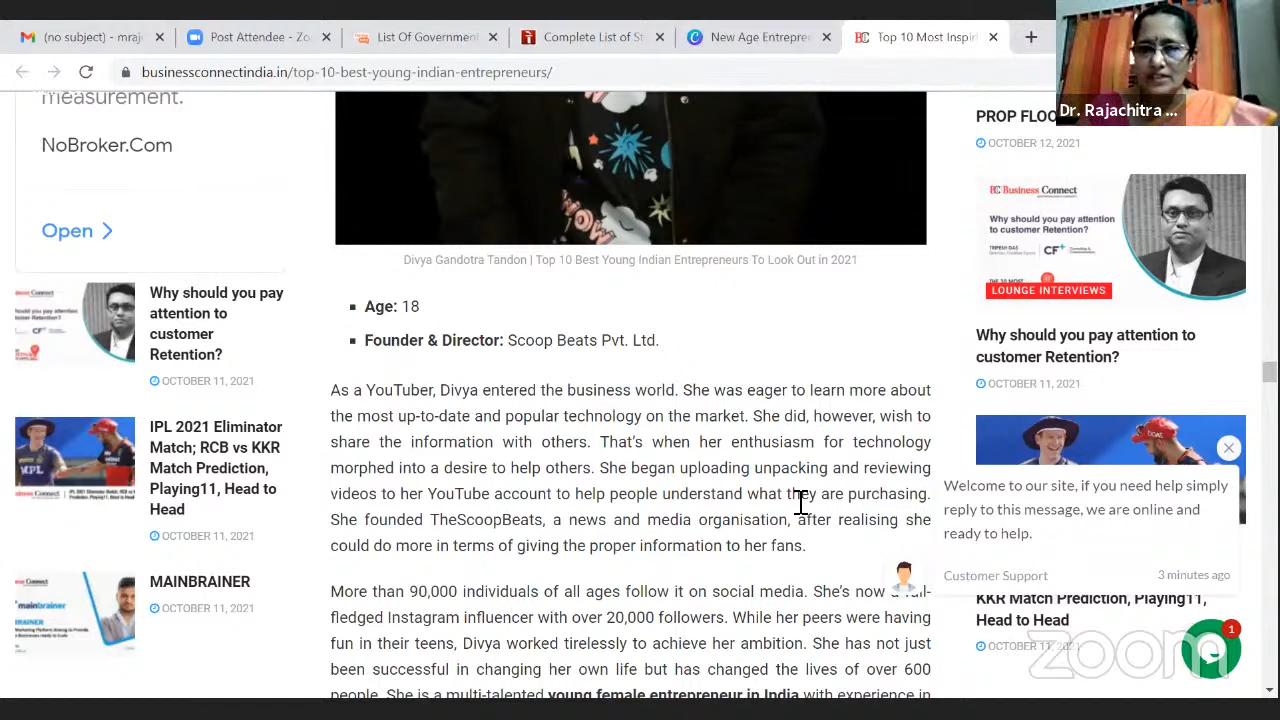 (no subject) - mraj
Post Attendee - Zo
List Of Government
Complete List of St
New Age Entrepre
Top 10 Most Inspir
businessconnectindia.in/top-10-best-young-indian-entrepreneurs/
Dr. Rajachitra ...
measurement.
NoBroker.Com
Open
Why should you pay
attention to
customer
Retention?
OCTOBER 11, 2021
IPL 2021 Eliminator
Match; RCB vs KKR
Match Prediction,
Playing11, Head to
Head
OCTOBER 11, 2021
MAINBRAINER
OCTOBER 11, 2021
WOW
Divya Gandotra Tandon | Top 10 Best Young Indian Entrepreneurs To Look Out in 2021
Age: 18
Founder & Director: Scoop Beats Pvt. Ltd.
As a YouTuber, Divya entered the business world. She was eager to learn more about
the most up-to-date and popular technology on the market. She did, however, wish to
share the information with others. That's when her enthusiasm for technology
morphed into a desire to help others. She began uploading unboxing and reviewing
videos to her YouTube account to help people understand what they're purchasing.
She founded TheScoopBeats, a news and media organisation, after realising she
could do more in terms of giving the proper information to her fans.
More than 90,000 individuals of all ages follow it on social media. She's now a full-
fledged Instagram influencer with over 20,000 followers. While her peers were having
fun in their teens, Divya worked tirelessly to achieve her ambition. She has not just
been successful in changing her own life but has changed the lives of over 600
people. She is a multi-talented young female entrepreneur in India with experience in
PROP FLOO
OCTOBER 12, 2021
BC Business Connect
Why should you pay
attention to customer
Retention?
TRIPESH DAS
CF
LOUNGE INTERVIEWS
Why should you pay attention to
customer Retention?
OCTOBER 11, 2021
Welcome to our site, if you need help simply
reply to this message, we are online and
ready to help.
Customer Support
3 minutes ago
KKR Match Prediction, Playing11,
Head to Head
OCTOBER 11, 2021
1
zoom